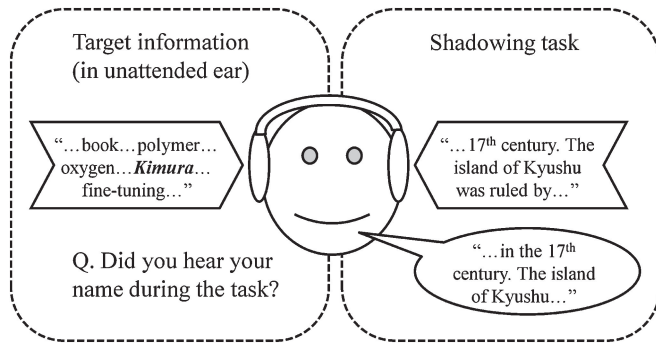 Target information
(in unattended ear)
“…book…polymer…
oxygen…Kimura…
fine-tuning…”
Q. Did you hear your
name during the task?
Shadowing task
“…17th century. The
island of Kyushu
was ruled by…”
“…in the 17th
century. The island
of Kyushu…”